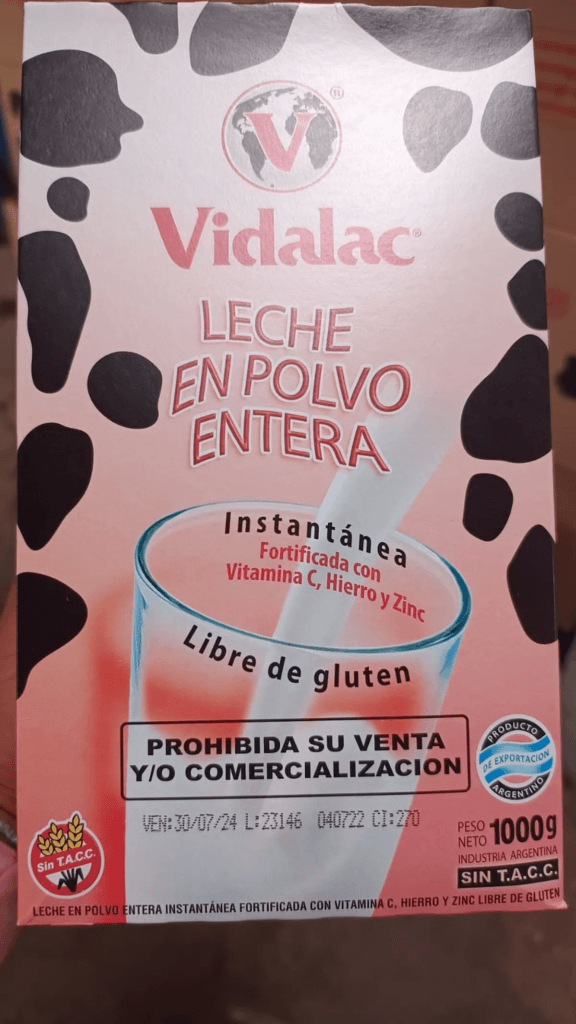 V
Vidalac®
LECHE
EN POLVO
ENTERA
Instantánea
Fortificada con
Vitamina C, Hierro y Zinc
Libre de gluten
PROHIBIDA SU VENTA
Y/O COMERCIALIZACION
PRODUCTO
DE EXPORTACION
ARGENTINO
VEN:30/07/24 L:23146 040722 CI:270
PESO
NETO 1000g
INDUSTRIA ARGENTINA
SIN T.A.C.C.
Sin T.A.C.C.
LECHE EN POLVO ENTERA INSTANTÁNEA FORTIFICADA CON VITAMINA C, HIERRO Y ZINC LIBRE DE GLUTEN